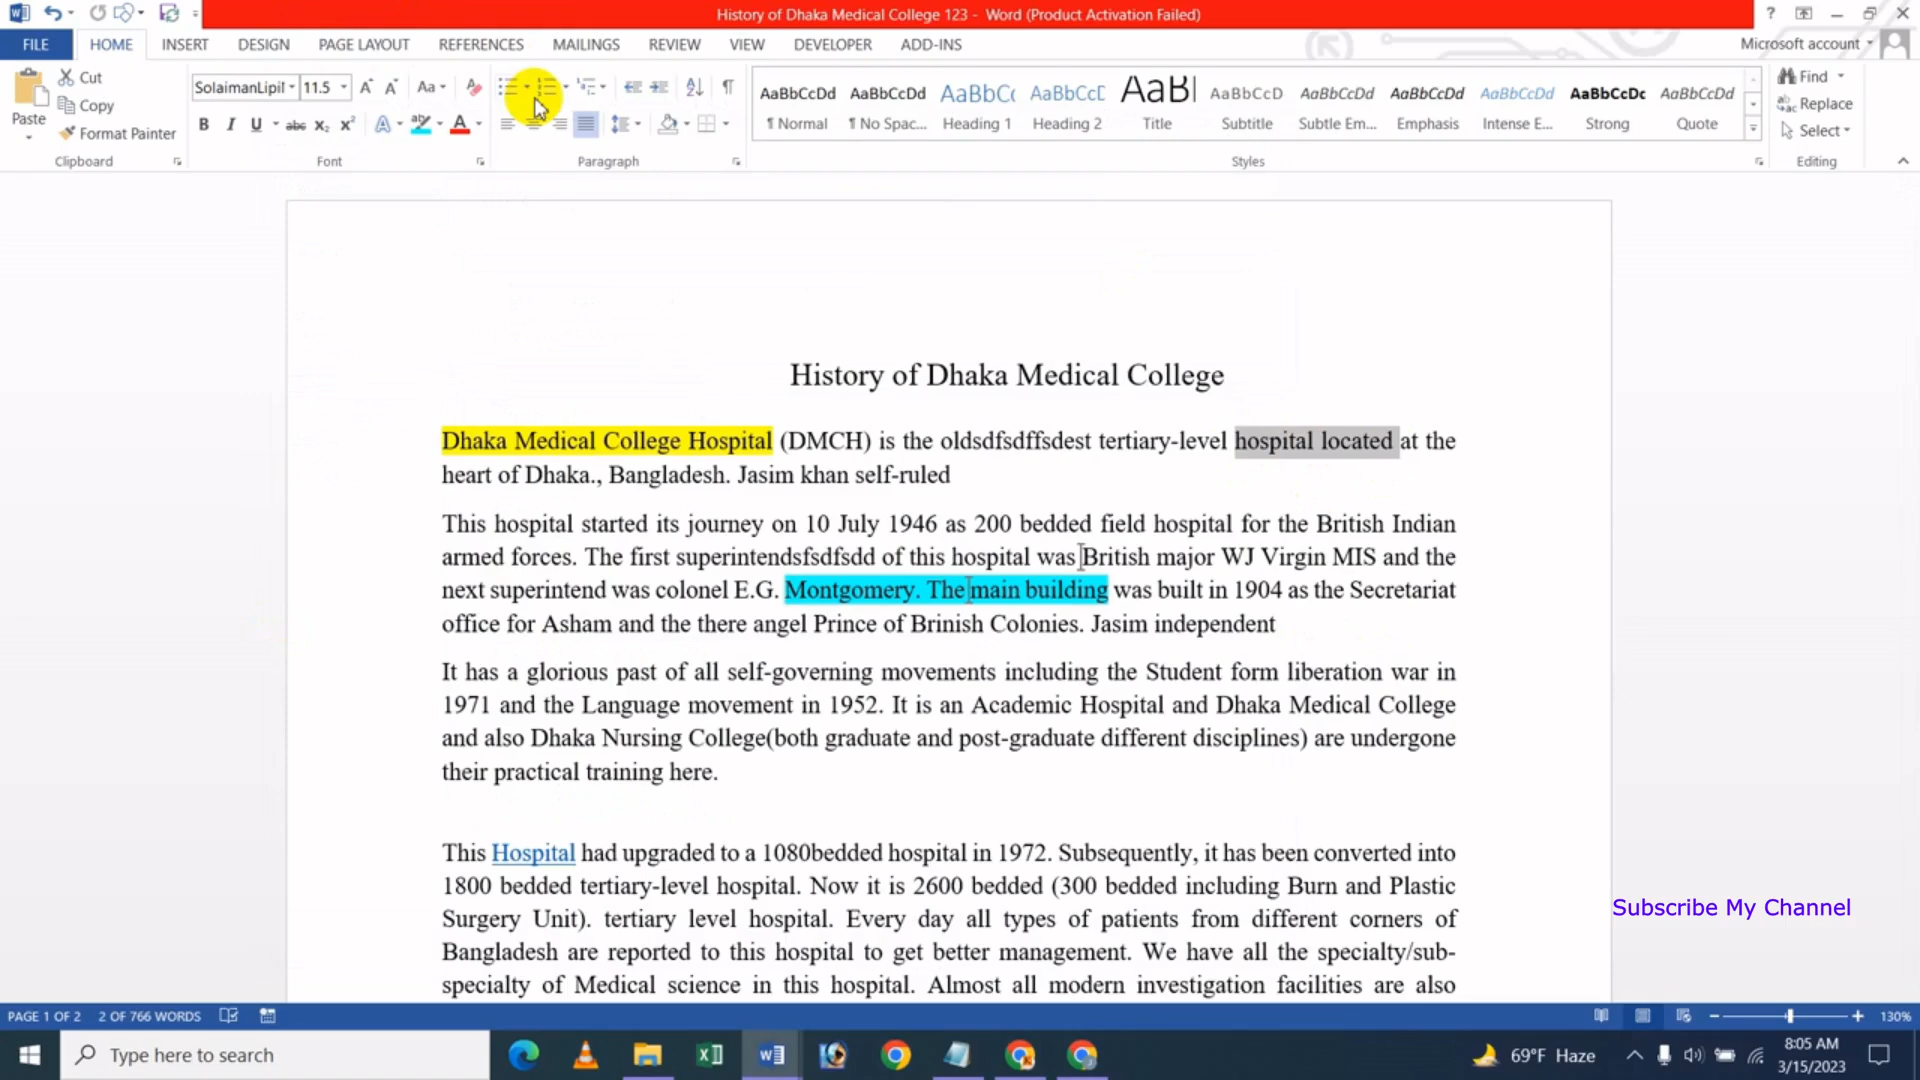 History of Dhaka Medical College 123 - Word (Product Activation Failed)
?
FILE HOME INSERT DESIGN PAGE LAYOUT REFERENCES MAILINGS REVIEW VIEW DEVELOPER ADD-INS Microsoft account
Paste
Cut
Copy
Format Painter
Clipboard
SolaimanLipi 11.5
Font
Paragraph
AaBbCcDd AaBbCcDd AaBbC AaBbCcD AaB AaBbCcD AaBbCcDd AaBbCcDd AaBbCcDd AaBbCcDc AaBbCcDd
¶ Normal ¶ No Spac... Heading 1 Heading 2 Title Subtitle Subtle Em... Emphasis Intense E... Strong Quote
Styles
Find
Replace
Select
Editing
History of Dhaka Medical College
Dhaka Medical College Hospital (DMCH) is the oldsdfsdffsdest tertiary-level hospital located at the
heart of Dhaka., Bangladesh. Jasim khan self-ruled
This hospital started its journey on 10 July 1946 as 200 bedded field hospital for the British Indian
armed forces. The first superintendsfsdfsdd of this hospital was British major WJ Virgin MIS and the
next superintend was colonel E.G. Montgomery. The main building was built in 1904 as the Secretariat
office for Asham and the there angel Prince of Brinish Colonies. Jasim independent
It has a glorious past of all self-governing movements including the Student form liberation war in
1971 and the Language movement in 1952. It is an Academic Hospital and Dhaka Medical College
and also Dhaka Nursing College(both graduate and post-graduate different disciplines) are undergone
their practical training here.
This Hospital had upgraded to a 1080bedded hospital in 1972. Subsequently, it has been converted into
1800 bedded tertiary-level hospital. Now it is 2600 bedded (300 bedded including Burn and Plastic
Surgery Unit). tertiary level hospital. Every day all types of patients from different corners of
Bangladesh are reported to this hospital to get better management. We have all the specialty/sub-
specialty of Medical science in this hospital. Almost all modern investigation facilities are also
Subscribe My Channel
PAGE 1 OF 2 2 OF 766 WORDS 130%
Type here to search
69°F Haze
8:05 AM
3/15/2023